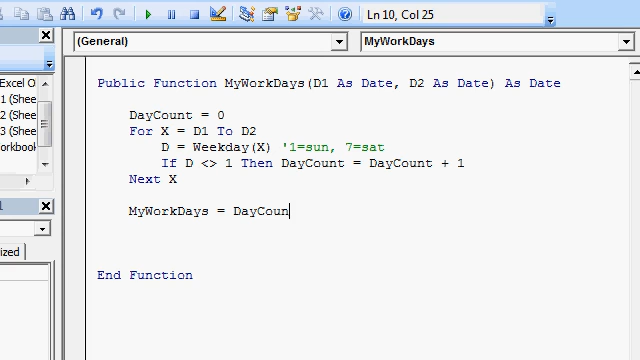 Ln 10, Col 25
(General)
MyWorkDays
Excel O
1 (Shee
2 (Shee
3 (Shee
orkbook
1
ized
Public Function MyWorkDays(D1 As Date, D2 As Date) As Date
DayCount = 0
For X = D1 To D2
D = Weekday(X) '1=sun, 7=sat
If D <> 1 Then DayCount = DayCount + 1
Next X
MyWorkDays = DayCoun
End Function